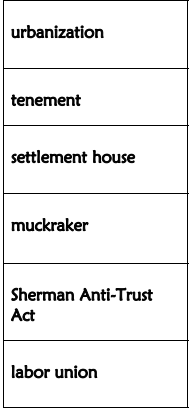 urbanization
tenement
settlement house
muckraker
Sherman Anti-Trust
Act
labor union